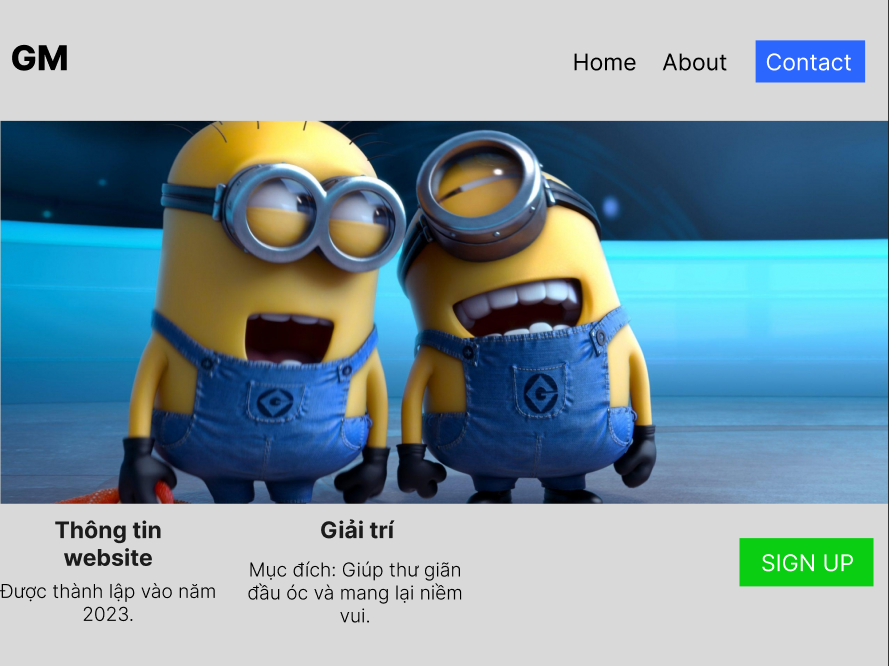 GM
Home About Contact
Thông tin
website
Được thành lập vào năm
2023.
Giải trí
Mục đích: Giúp thư giãn
đầu óc và mang lại niềm
vui.
SIGN UP